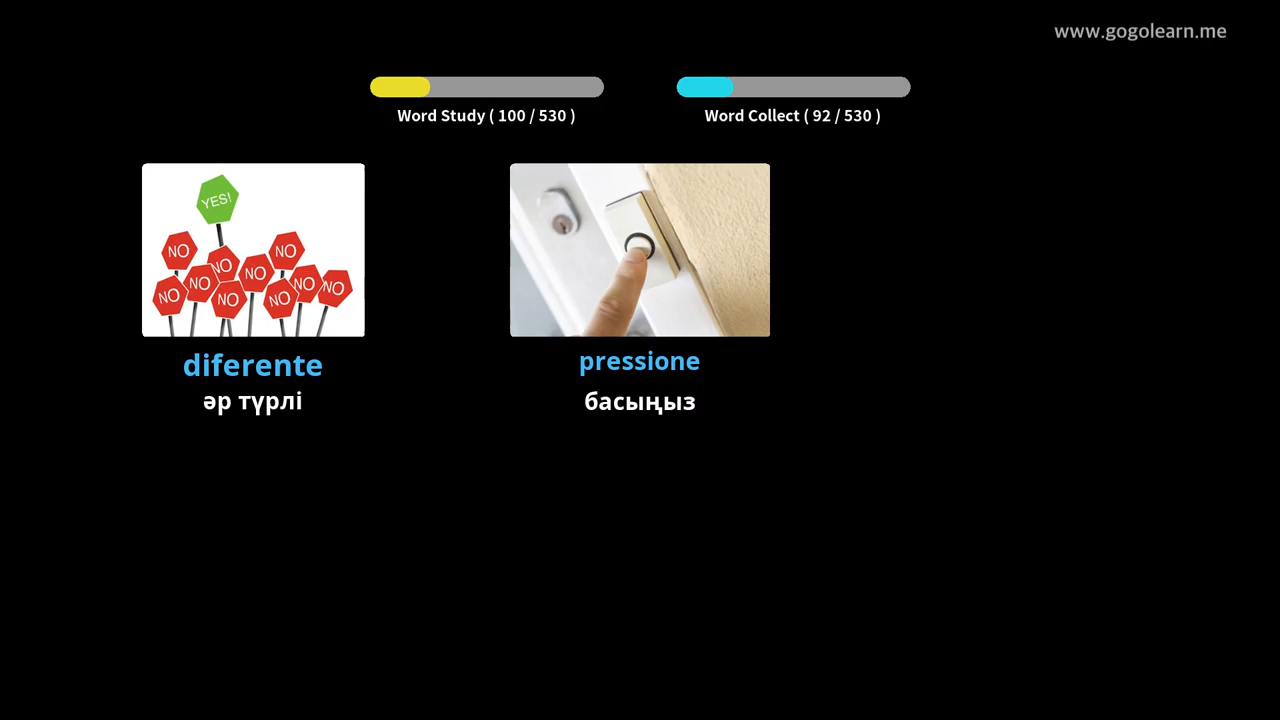 www.gogolearn.me
Word Study ( 100 / 530 )
Word Collect ( 92 / 530 )
YES!
NO
NO
NO
NO
NO
NO
NO
NO
NO
NO
diferente
әр түрлі
pressione
басыңыз